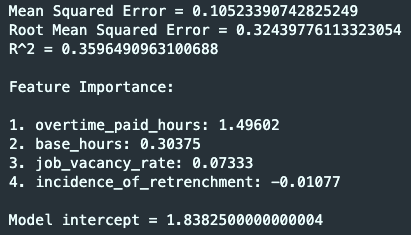 Mean Squared Error = 0.10523390742825249
Root Mean Squared Error = 0.32439776113323054
R^2 = 0.3596490963100688
Feature Importance:
1. overtime_paid_hours: 1.49602
2. base_hours: 0.30375
3. job_vacancy_rate: 0.07333
4. incidence_of_retrenchment: -0.01077
Model intercept = 1.8382500000000004